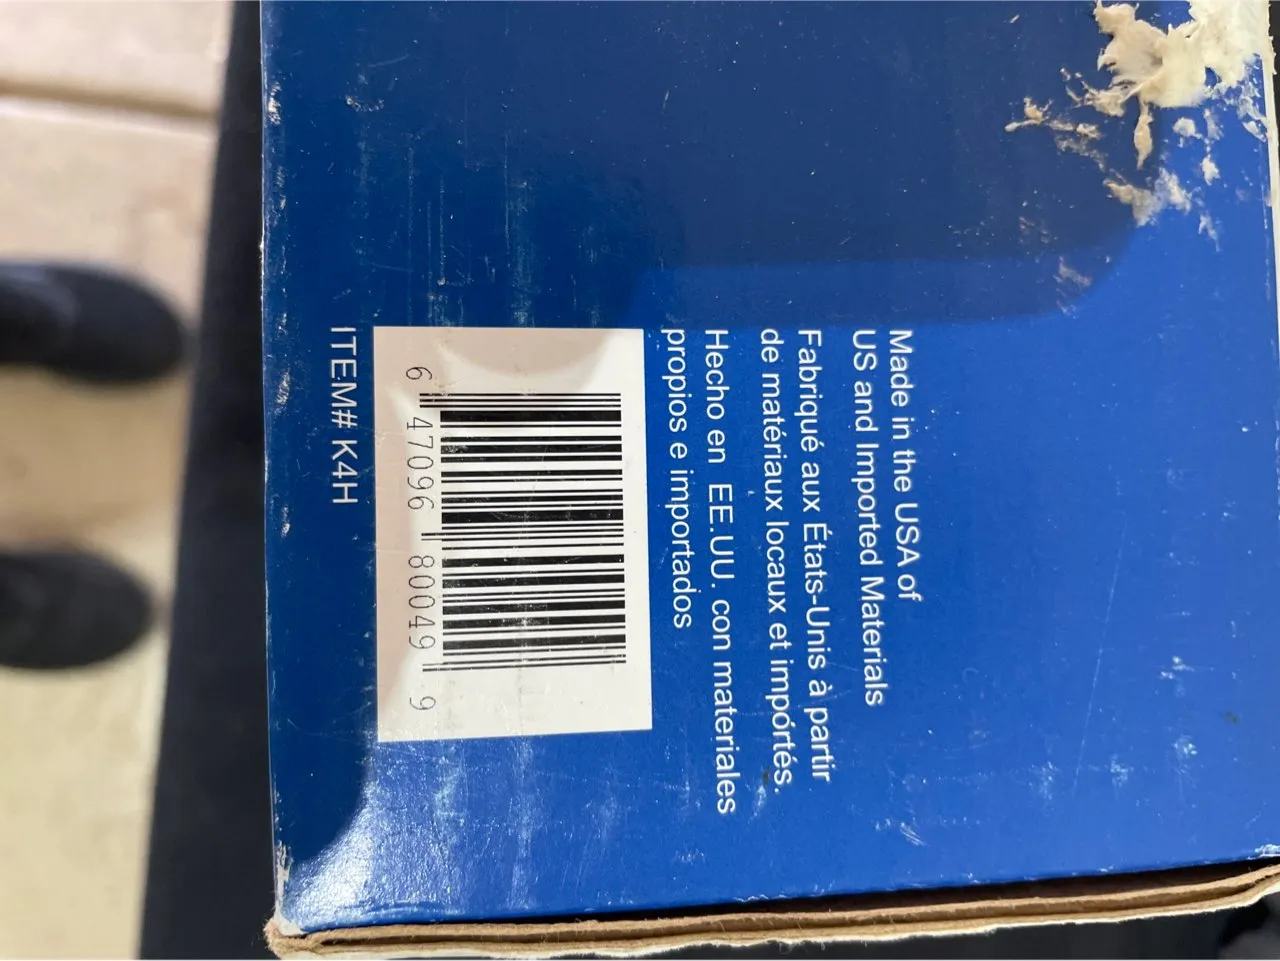 Made in the USA of
US and Imported Materials
Fabriqué aux États-Unis à partir
de matériaux locaux et impórtés.
Hecho en EE.UU. con materiales
propios e importados
6 47096 80049 9
ITEM# K4H